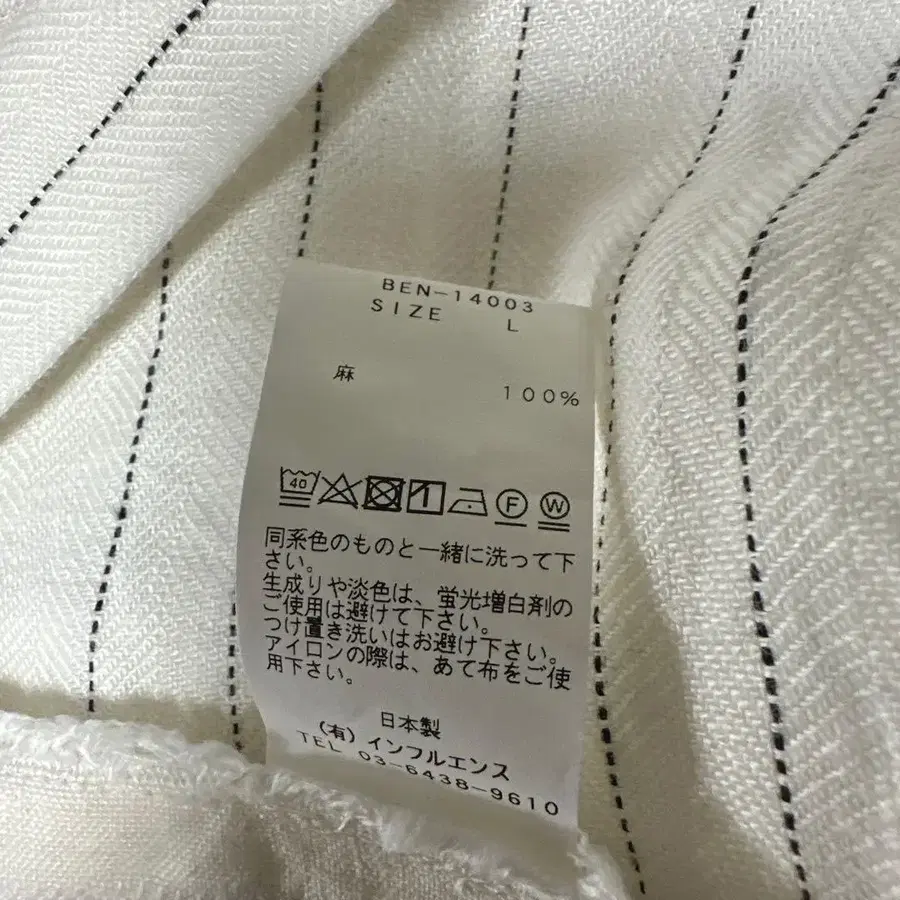 BEN-14003
SIZE L
麻 100%
40 1 F W
同系色のものと一緒に洗って下
さい。
生成りや淡色は、蛍光増白剤の
ご使用は避けて下さい。
つけ置き洗いはお避け下さい。
アイロンの際は、あて布をご使
用下さい。
日本製
(有)インフルエンス
TEL 03-6438-9610